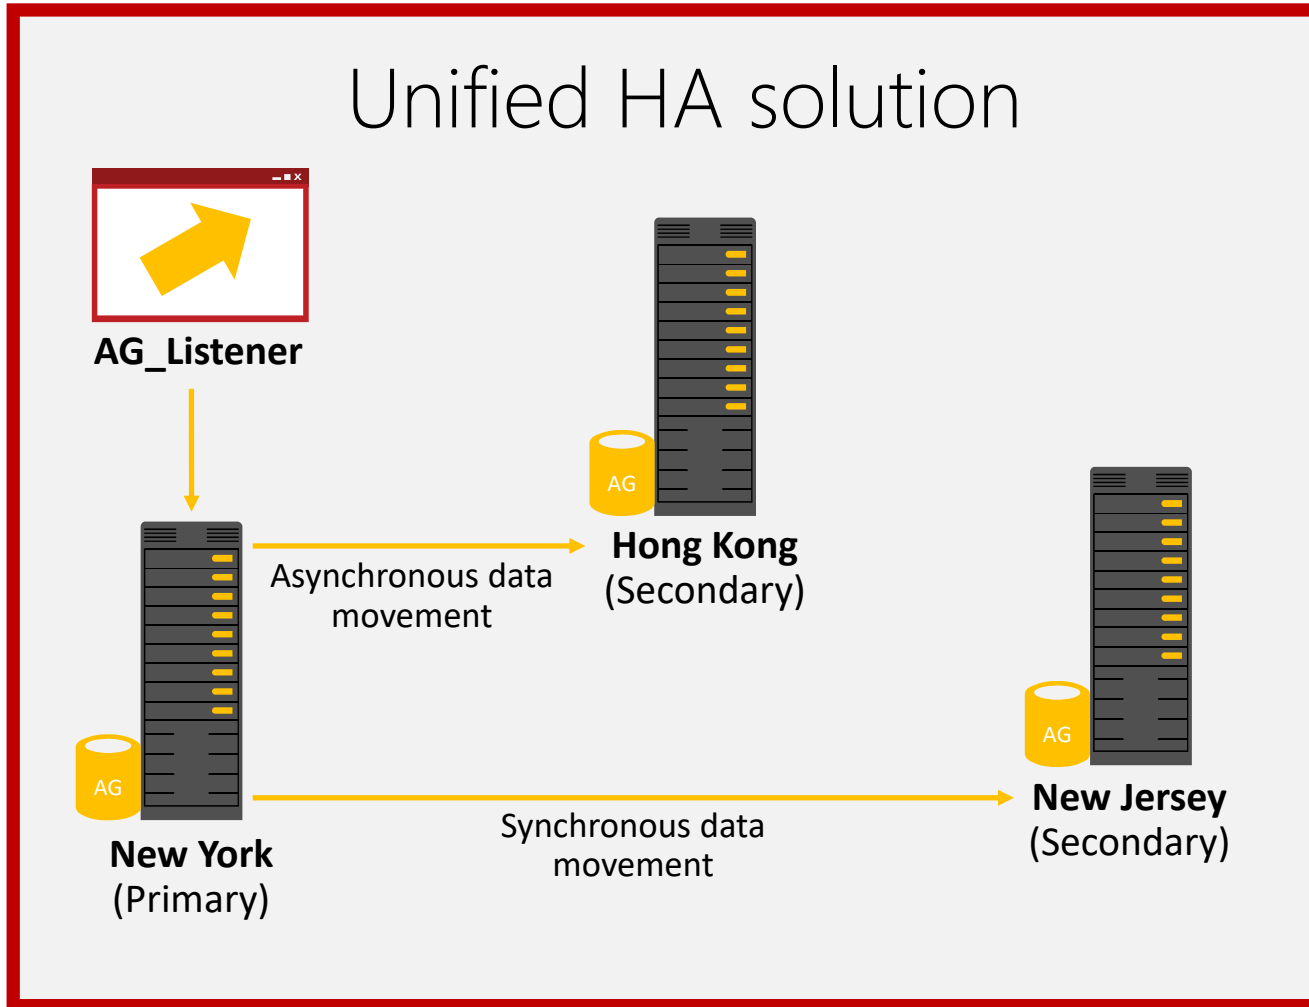 Unified HA solution
AG_Listener
AG
Hong Kong
(Secondary)
Asynchronous data
movement
AG
New Jersey
(Secondary)
AG
New York
(Primary)
Synchronous data
movement